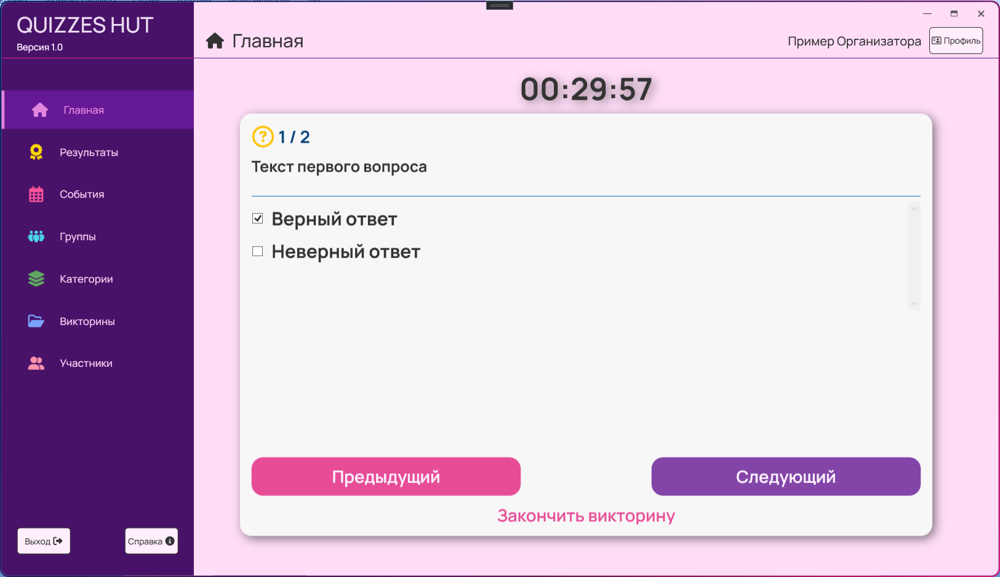 QUIZZES HUT
Версия 1.0
Главная
Пример Организатора
Профиль
Главная
Результаты
События
Группы
Категории
Викторины
Участники
Выход
Справка
00:29:57
1 / 2
Текст первого вопроса
Верный ответ
Неверный ответ
Предыдущий
Следующий
Закончить викторину